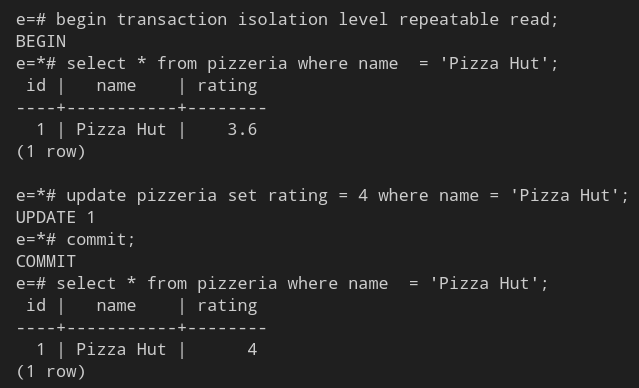 e=# begin transaction isolation level repeatable read;
BEGIN
e=*# select * from pizzeria where name  = 'Pizza Hut';
 id |   name    | rating
----+-----------+--------
  1 | Pizza Hut |    3.6
(1 row)

e=*# update pizzeria set rating = 4 where name = 'Pizza Hut';
UPDATE 1
e=*# commit;
COMMIT
e=# select * from pizzeria where name  = 'Pizza Hut';
 id |   name    | rating
----+-----------+--------
  1 | Pizza Hut |      4
(1 row)